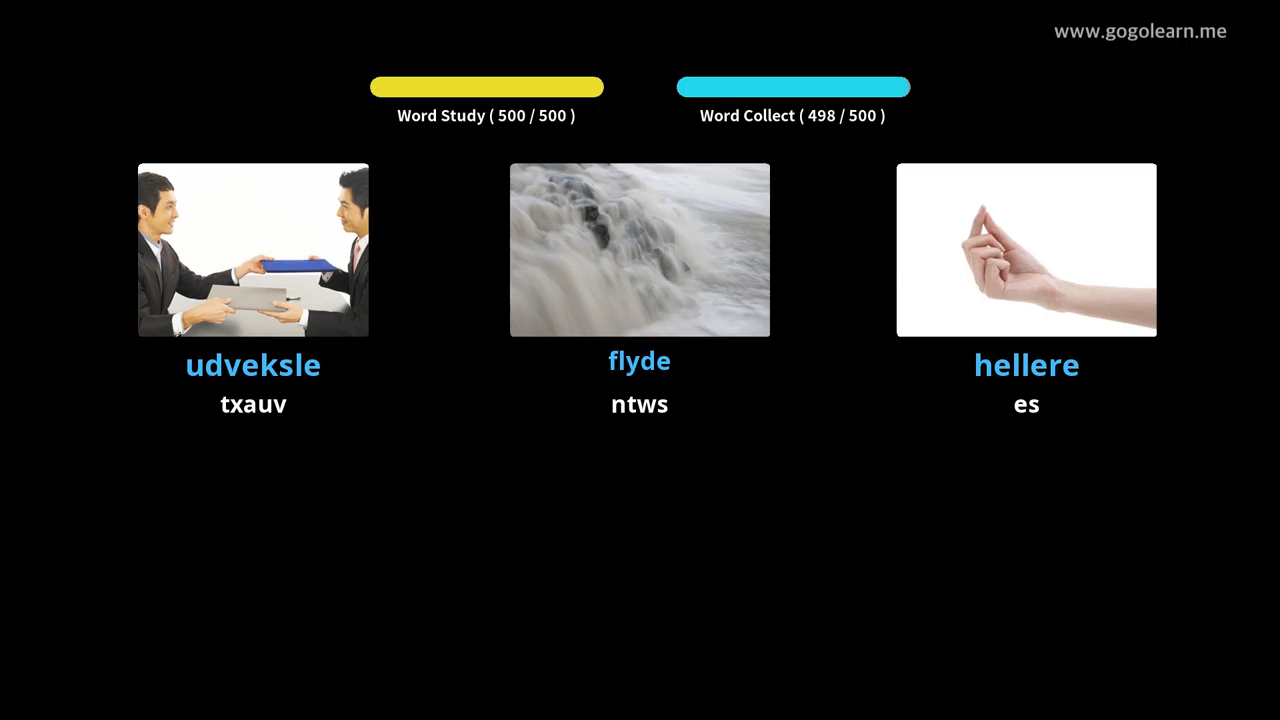 www.gogolearn.me
Word Study ( 500 / 500 )
Word Collect ( 498 / 500 )
udveksle
txauv
flyde
ntws
hellere
es